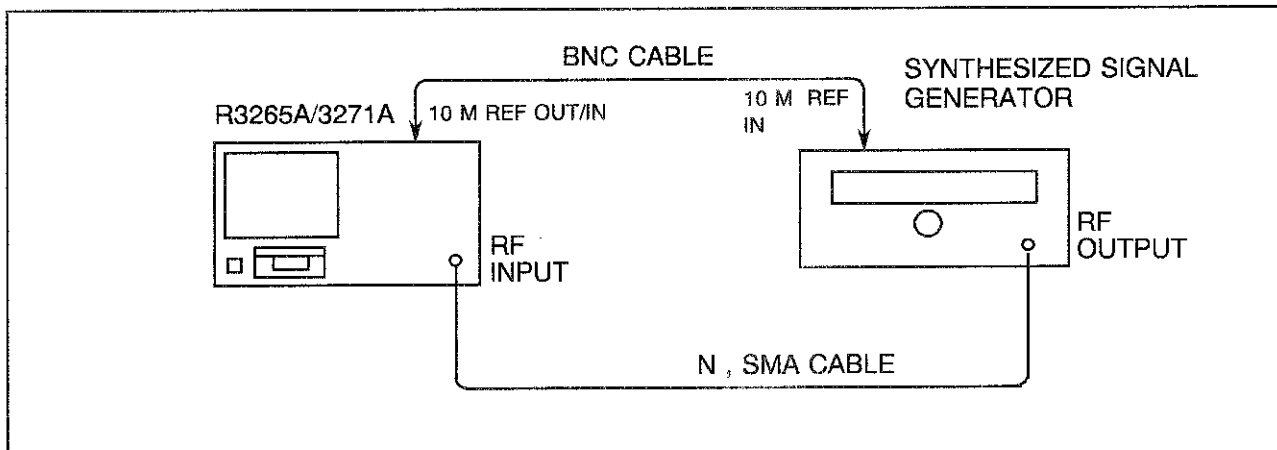 BNC CABLE
SYNTHESIZED SIGNAL
GENERATOR
R3265A/3271A
10 M REF OUT/IN
10 M REF
IN
RF
INPUT
RF
OUTPUT
N , SMA CABLE